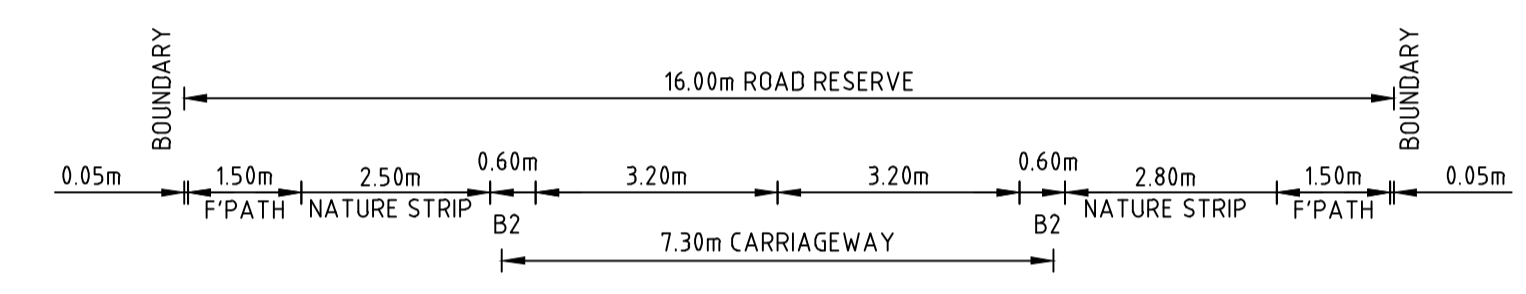 BOUNDARY
BOUNDARY
16.00m ROAD RESERVE
0.05m 1.50m 2.50m 0.60m 3.20m 3.20m 0.60m 2.80m 1.50m 0.05m
F'PATH NATURE STRIP B2 B2 NATURE STRIP F'PATH
7.30m CARRIAGEWAY